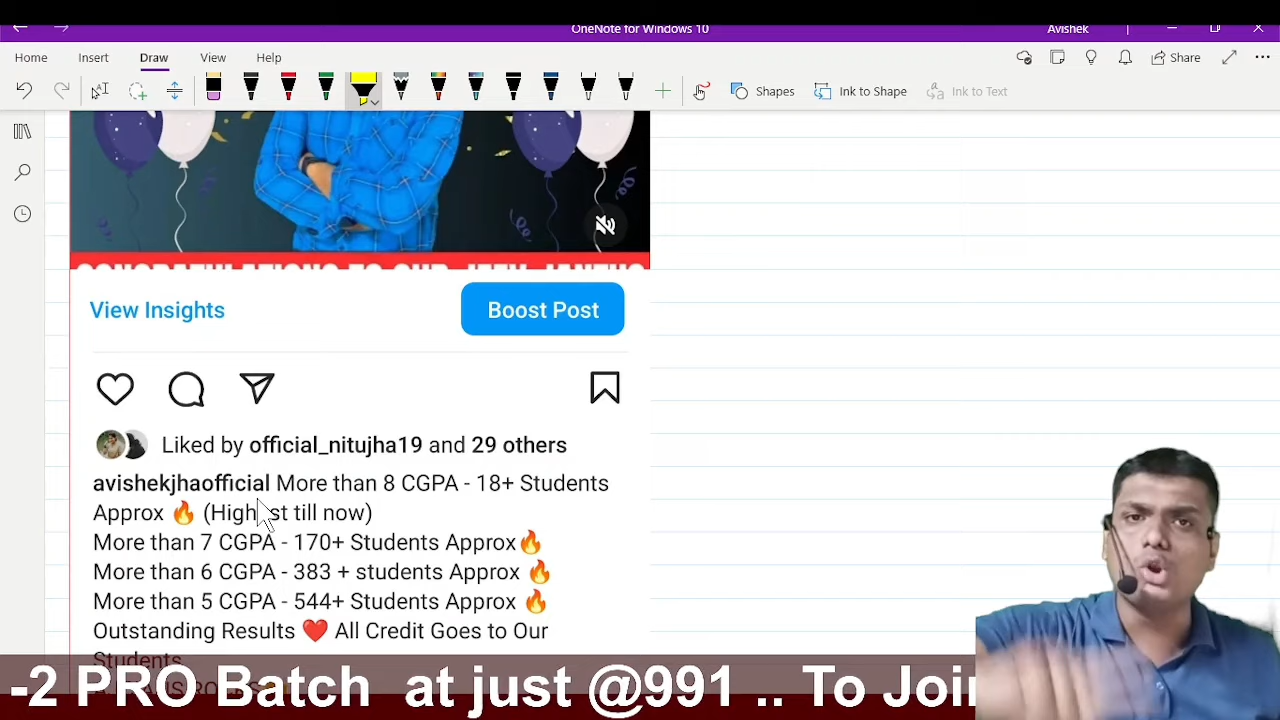 OneNote for Windows 10
Avishek
Home Insert Draw View Help
Share
Shapes
Ink to Shape
Ink to Text
View Insights
Boost Post
Liked by official_nitujha19 and 29 others
avishekjhaofficial More than 8 CGPA - 18+ Students
Approx 🔥 (Highest till now)
More than 7 CGPA - 170+ Students Approx🔥
More than 6 CGPA - 383 + students Approx 🔥
More than 5 CGPA - 544+ Students Approx 🔥
Outstanding Results ❤️ All Credit Goes to Our
Students
-2 PRO Batch at just @991 .. To Join